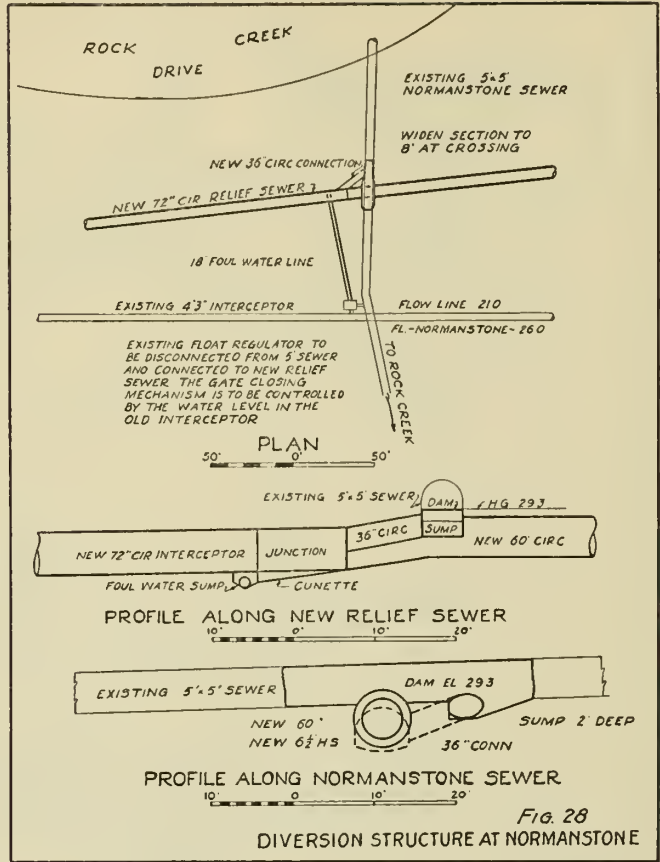 ROCK CREEK
DRIVE
EXISTING 5'x5'
NORMANSTONE SEWER
WIDEN SECTION TO
8' AT CROSSING
NEW 36" CIRC CONNECTION
NEW 72" CIR RELIEF SEWER
18" FOUL WATER LINE
EXISTING 4'3" INTERCEPTOR
FLOW LINE 210
FL.-NORMANSTONE-260
EXISTING FLOAT REGULATOR TO
BE DISCONNECTED FROM 5' SEWER
AND CONNECTED TO NEW RELIEF
SEWER THE GATE CLOSING
MECHANISM IS TO BE CONTROLLED
BY THE WATER LEVEL IN THE
OLD INTERCEPTOR
TO ROCK CREEK
PLAN
50' 0' 50'
EXISTING 5'x5' SEWER
DAM
HG 293
36" CIRC
SUMP
NEW 72" CIR INTERCEPTOR
JUNCTION
NEW 60" CIRC
FOUL WATER SUMP
CUNETTE
PROFILE ALONG NEW RELIEF SEWER
10' 0' 10' 20'
EXISTING 5'x5' SEWER
DAM EL 293
NEW 60"
NEW 6½' HS
SUMP 2' DEEP
36" CONN
PROFILE ALONG NORMANSTONE SEWER
10' 0 10' 20'
FIG. 28
DIVERSION STRUCTURE AT NORMANSTONE